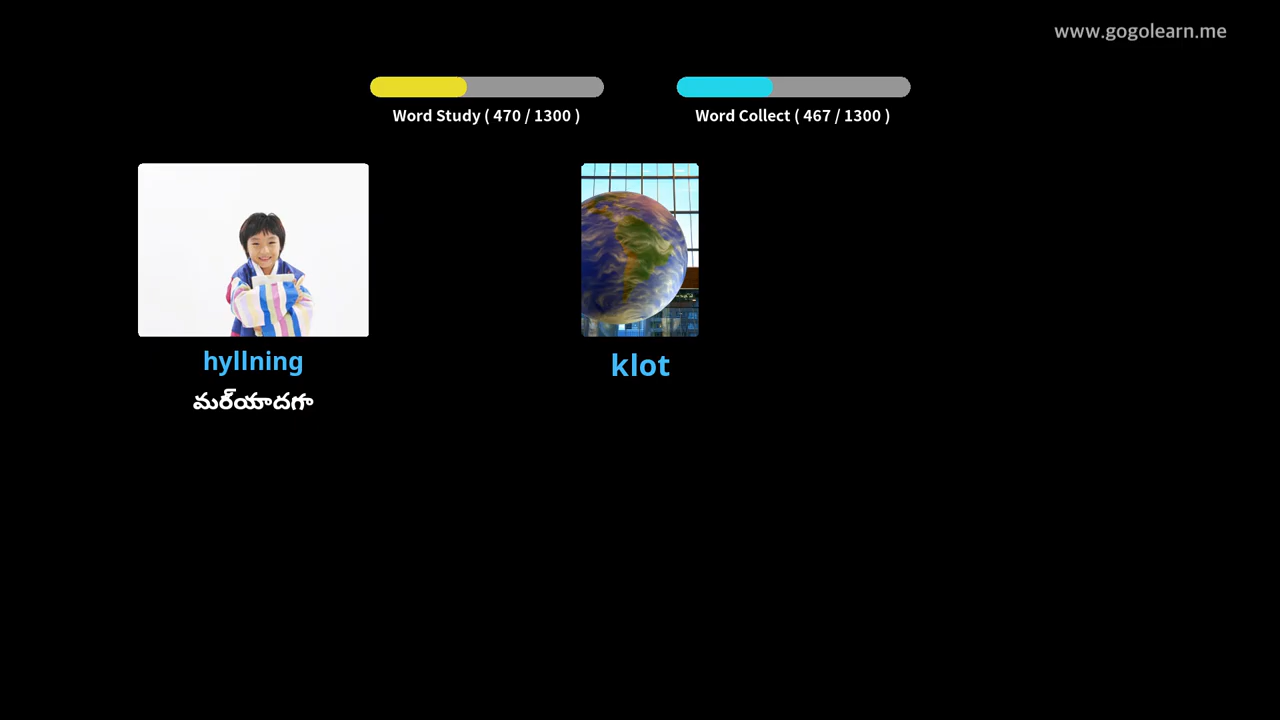 www.gogolearn.me
Word Study ( 470 / 1300 )
Word Collect ( 467 / 1300 )
hyllning
klot
మర్యాదగా